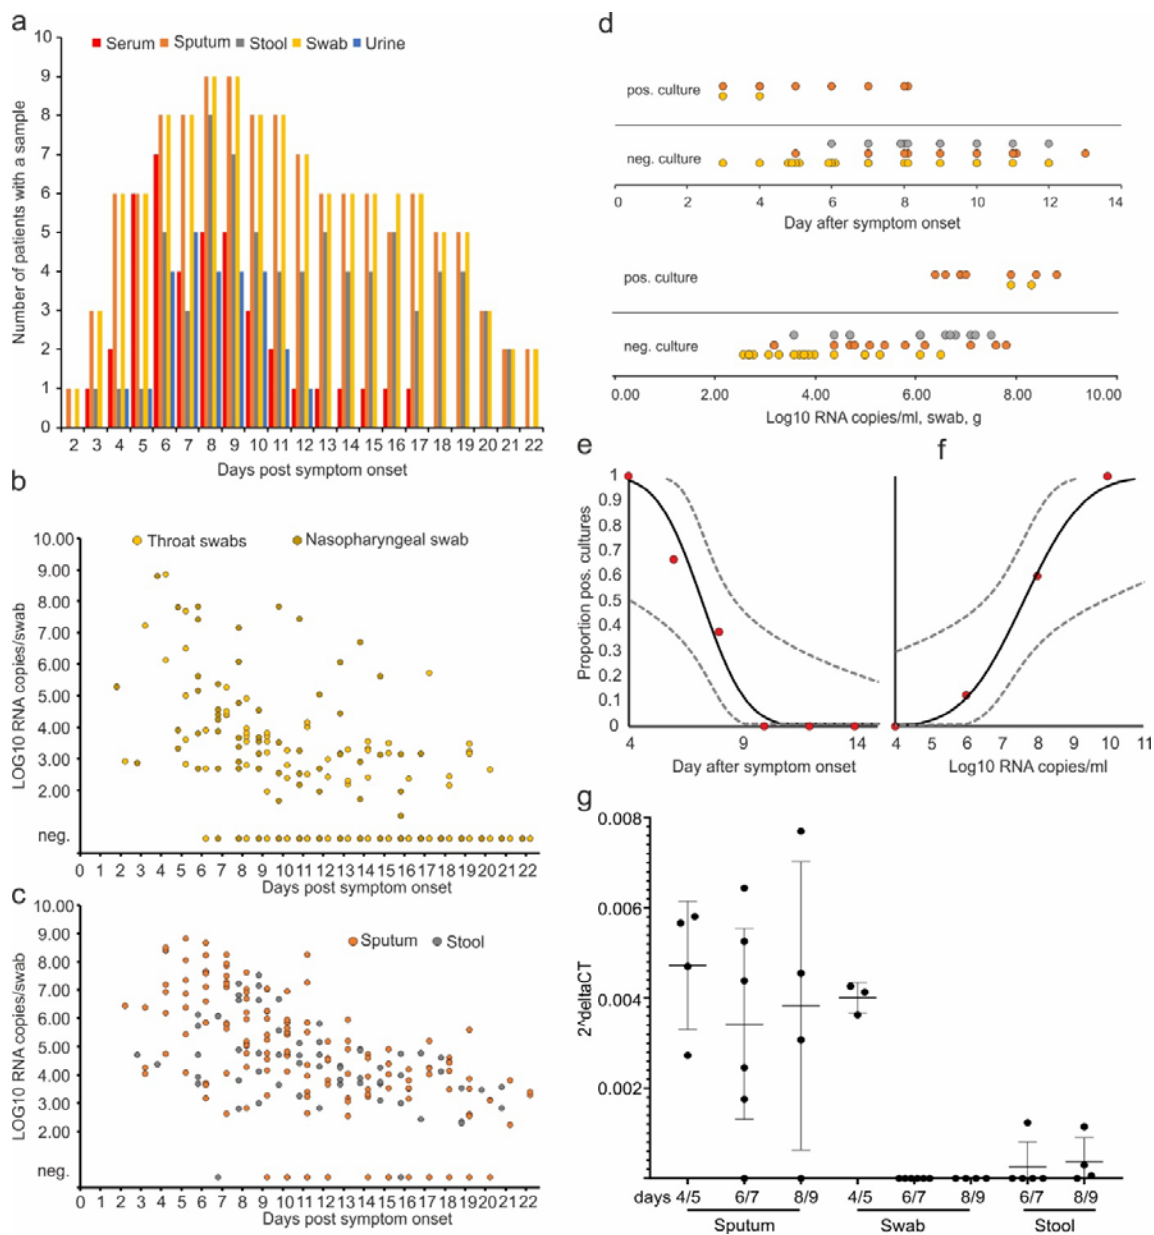 a
10
9
8
7
6
5
4
3
2
1
0
Number of patients with a sample
Serum Sputum Stool Swab Urine
2 3 4 5 6 7 8 9 10 11 12 13 14 15 16 17 18 19 20 21 22
Days post symptom onset
b
10.00
9.00
8.00
7.00
6.00
5.00
4.00
3.00
2.00
neg.
LOG10 RNA copies/swab
Throat swabs Nasopharyngeal swab
0 1 2 3 4 5 6 7 8 9 10 11 12 13 14 15 16 17 18 19 20 21 22
Days post symptom onset
c
10.00
9.00
8.00
7.00
6.00
5.00
4.00
3.00
2.00
neg.
LOG10 RNA copies/swab
Sputum Stool
0 1 2 3 4 5 6 7 8 9 10 11 12 13 14 15 16 17 18 19 20 21 22
Days post symptom onset
d
pos. culture
neg. culture
0 2 4 6 8 10 12 14
Day after symptom onset
pos. culture
neg. culture
0.00 2.00 4.00 6.00 8.00 10.00
Log10 RNA copies/ml, swab, g
e
1
0.9
0.8
0.7
0.6
0.5
0.4
0.3
0.2
0.1
0
Proportion pos. cultures
4 9 14
Day after symptom onset
f
4 5 6 7 8 9 10 11
Log10 RNA copies/ml
g
0.008
0.006
0.004
0.002
2^deltaCT
days 4/5 6/7 8/9 4/5 6/7 8/9 6/7 8/9
Sputum Swab Stool